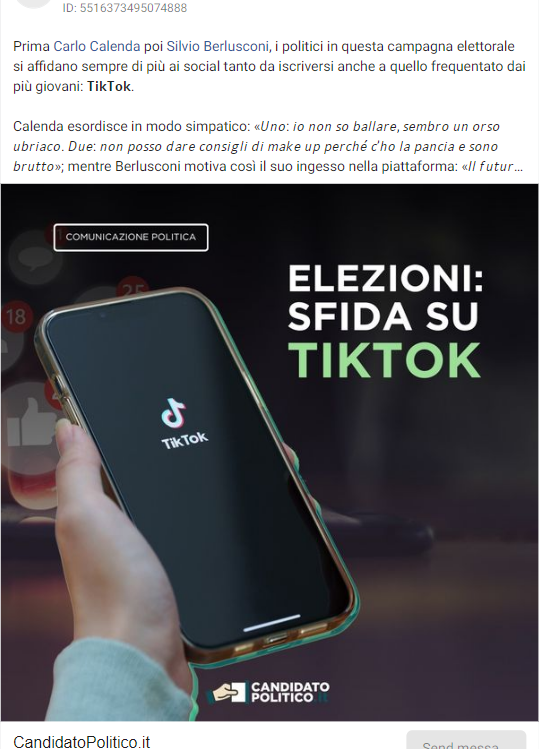 ID: 5516373495074888
Prima Carlo Calenda poi Silvio Berlusconi, i politici in questa campagna elettorale
si affidano sempre di più ai social tanto da iscriversi anche a quello frequentato dai
più giovani: TikTok.
Calenda esordisce in modo simpatico: «Uno: io non so ballare, sembro un orso
ubriaco. Due: non posso dare consigli di make up perché c'ho la pancia e sono
brutto»; mentre Berlusconi motiva così il suo ingesso nella piattaforma: «Il futur...
COMUNICAZIONE POLITICA
ELEZIONI:
SFIDA SU
TIKTOK
25
18
TikTok
CANDIDATO
POLITICO.it
CandidatoPolitico.it
Send messa...